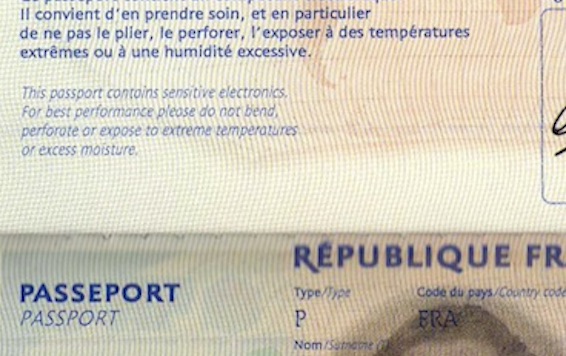 Il convient d'en prendre soin, et en particulier
de ne pas le plier, le perforer, l'exposer à des températures
extrêmes ou à une humidité excessive.
This passport contains sensitive electronics.
For best performance please do not bend,
perforate or expose to extreme temperatures
or excess moisture.
RÉPUBLIQUE FR
PASSEPORT
PASSPORT
Type/Type
Code du pays/Country code
P
FRA
Nom/Surname